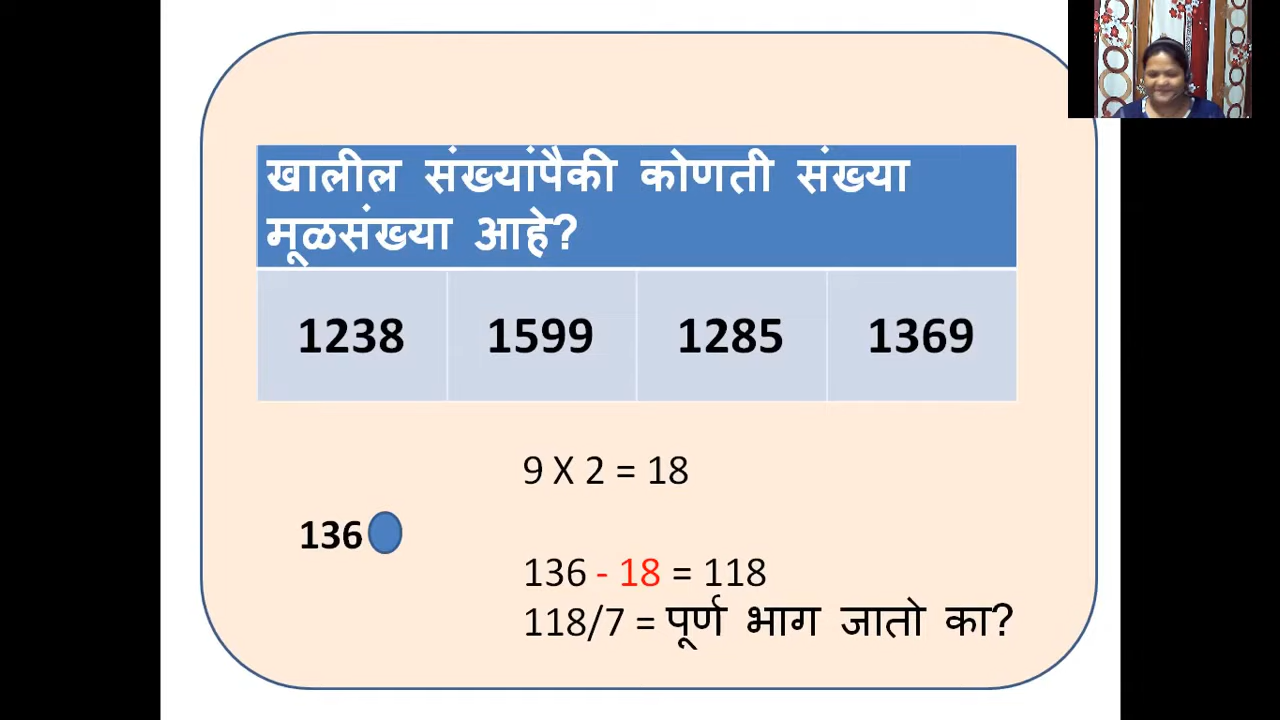 खालील संख्यांपैकी कोणती संख्या
मूळसंख्या आहे?
1238 1599 1285 1369
9 X 2 = 18
136
136 - 18 = 118
118/7 = पूर्ण भाग जातो का?